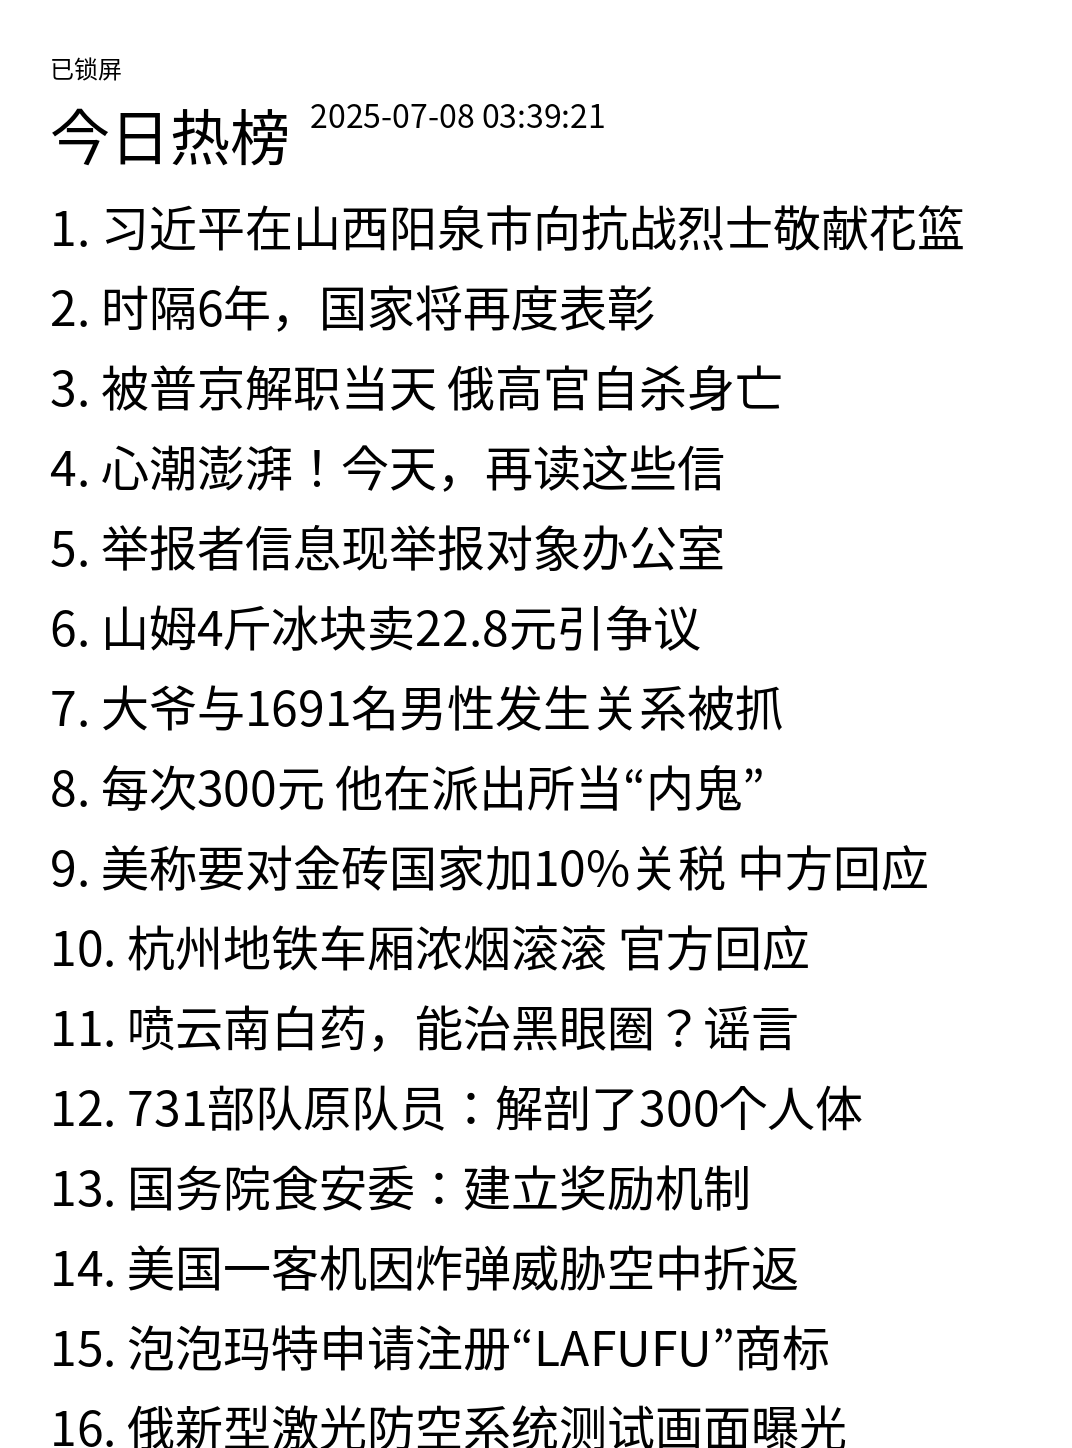 已锁屏
今日热榜 2025-07-08 03:39:21
1. 习近平在山西阳泉市向抗战烈士敬献花篮
2. 时隔6年，国家将再度表彰
3. 被普京解职当天 俄高官自杀身亡
4. 心潮澎湃！今天，再读这些信
5. 举报者信息现举报对象办公室
6. 山姆4斤冰块卖22.8元引争议
7. 大爷与1691名男性发生关系被抓
8. 每次300元 他在派出所当“内鬼”
9. 美称要对金砖国家加10%关税 中方回应
10. 杭州地铁车厢浓烟滚滚 官方回应
11. 喷云南白药，能治黑眼圈？谣言
12. 731部队原队员：解剖了300个人体
13. 国务院食安委：建立奖励机制
14. 美国一客机因炸弹威胁空中折返
15. 泡泡玛特申请注册“LAFUFU”商标
16. 俄新型激光防空系统测试画面曝光